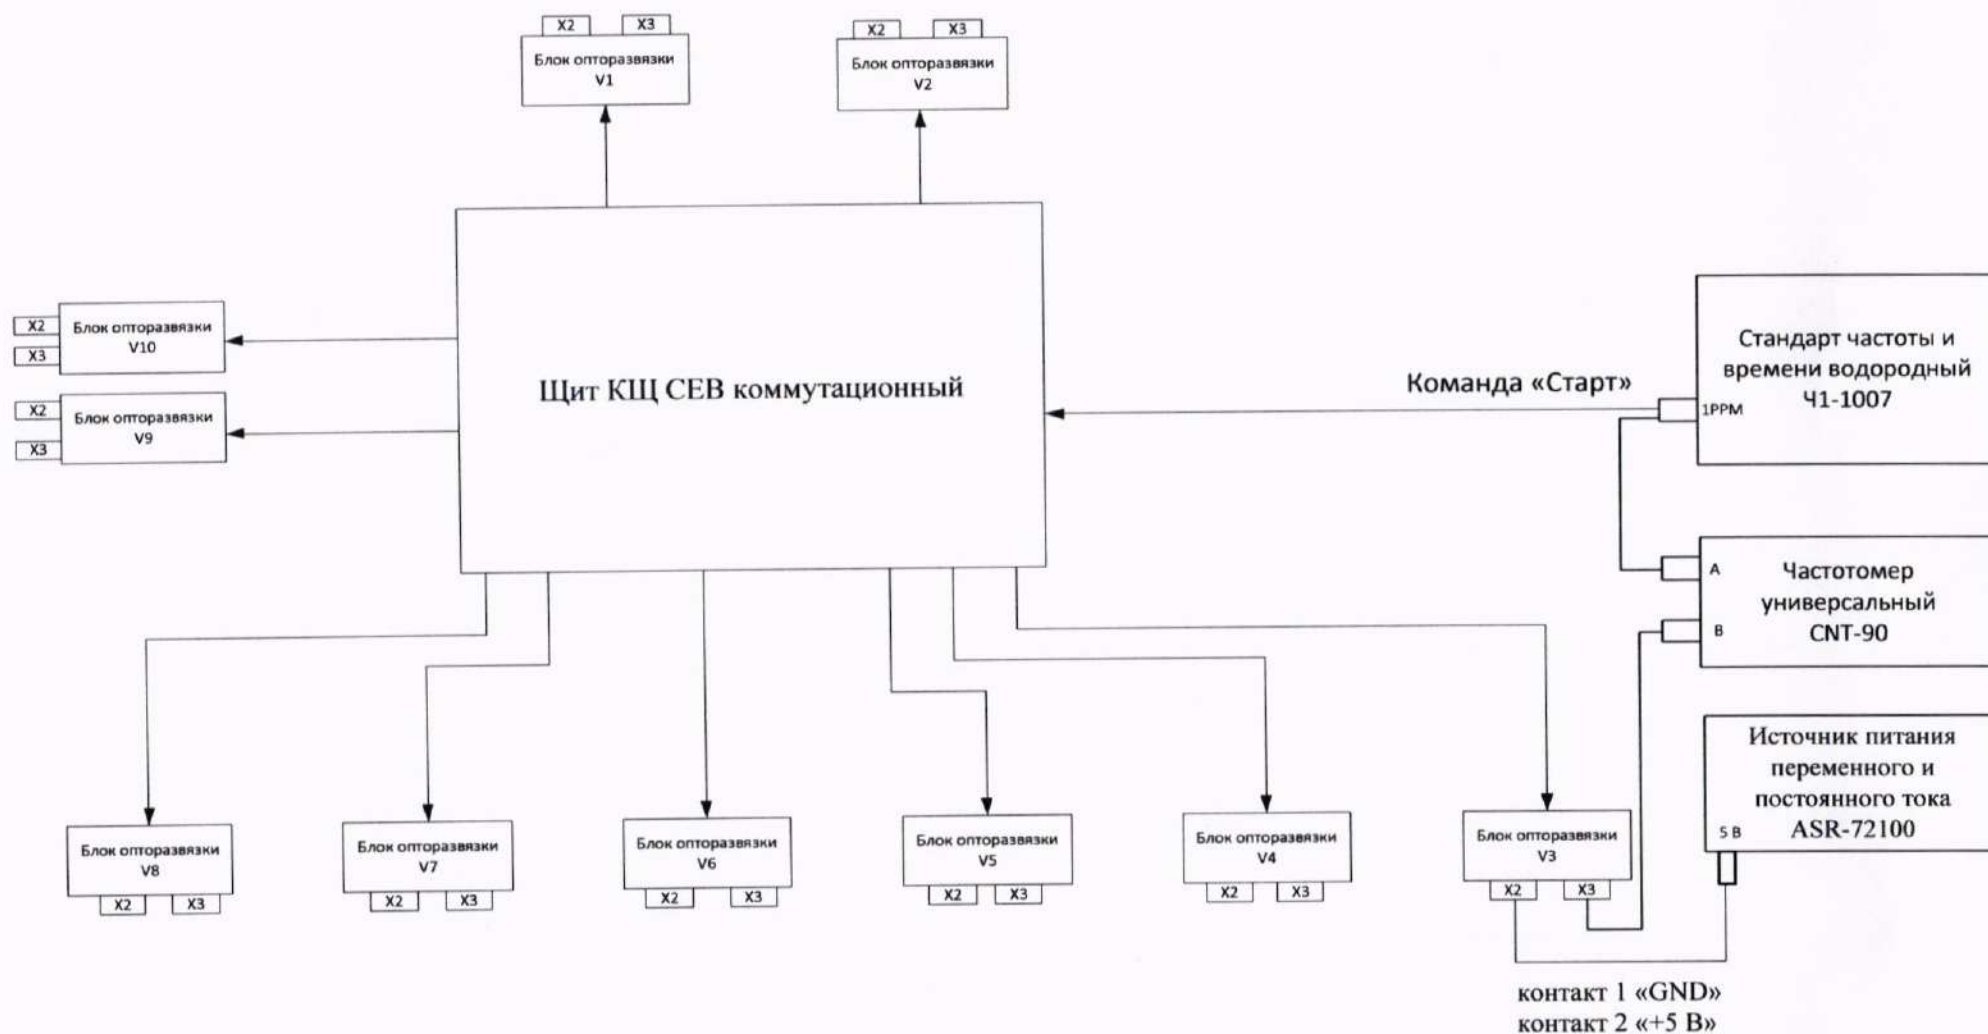 X2 X3
Блок опторазвязки
V1
X2 X3
Блок опторазвязки
V2
X2
X3
Блок опторазвязки
V10
X2
X3
Блок опторазвязки
V9
Щит КЩ СЕВ коммутационный
Команда «Старт»
1PPM
Стандарт частоты и
времени водородный
Ч1-1007
A
B
Частотомер
универсальный
CNT-90
Источник питания
переменного и
постоянного тока
ASR-72100
5 В
Блок опторазвязки
V8
X2 X3
Блок опторазвязки
V7
X2 X3
Блок опторазвязки
V6
X2 X3
Блок опторазвязки
V5
X2 X3
Блок опторазвязки
V4
X2 X3
Блок опторазвязки
V3
X2 X3
контакт 1 «GND»
контакт 2 «+5 В»